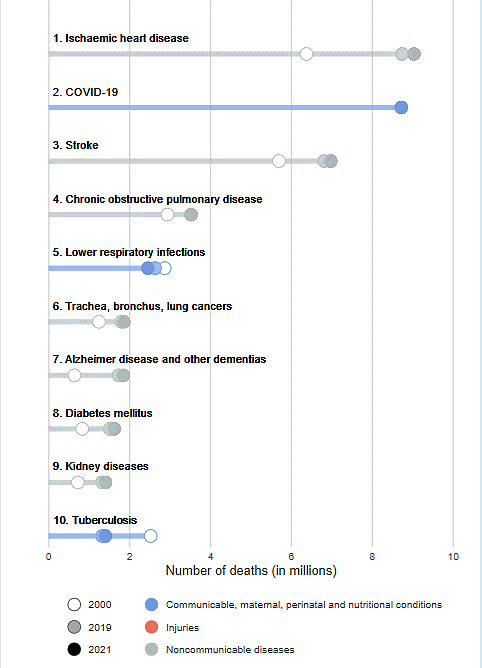 1. Ischaemic heart disease
2. COVID-19
3. Stroke
4. Chronic obstructive pulmonary disease
5. Lower respiratory infections
6. Trachea, bronchus, lung cancers
7. Alzheimer disease and other dementias
8. Diabetes mellitus
9. Kidney diseases
10. Tuberculosis
0 2 4 6 8 10
Number of deaths (in millions)
2000 Communicable, maternal, perinatal and nutritional conditions
2019 Injuries
2021 Noncommunicable diseases